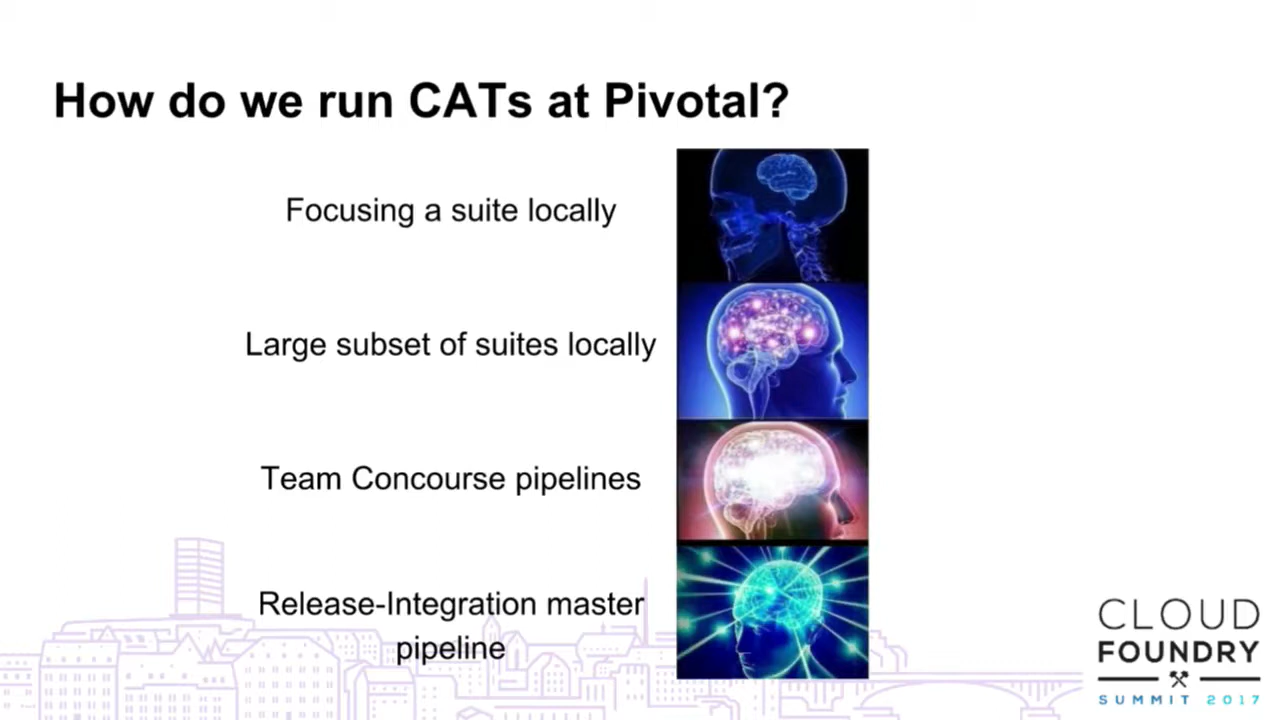 How do we run CATs at Pivotal?
Focusing a suite locally
Large subset of suites locally
Team Concourse pipelines
Release-Integration master
pipeline
CLOUD
FOUNDRY
SUMMIT 2017